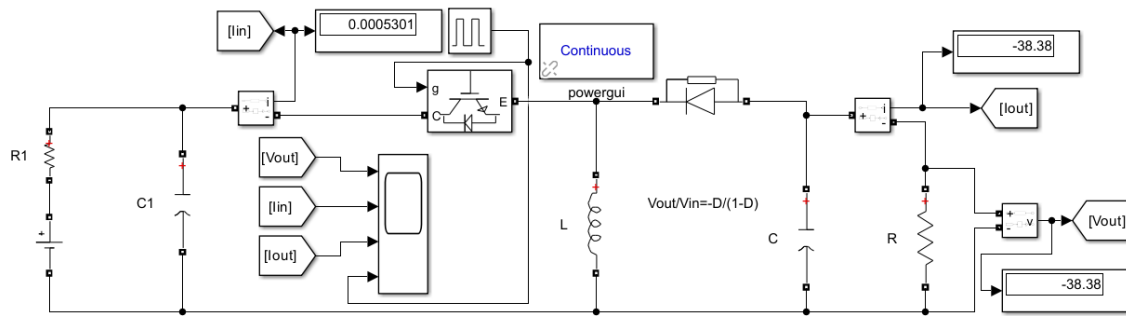 [Iin]
0.0005301
Continuous
powergui
-38.38
[Iout]
g
C
E
+
-
i
+
-
i
R1
+
C1
[Vout]
[Iin]
[Iout]
Vout/Vin=-D/(1-D)
L
C
R
+
-
v
[Vout]
-38.38